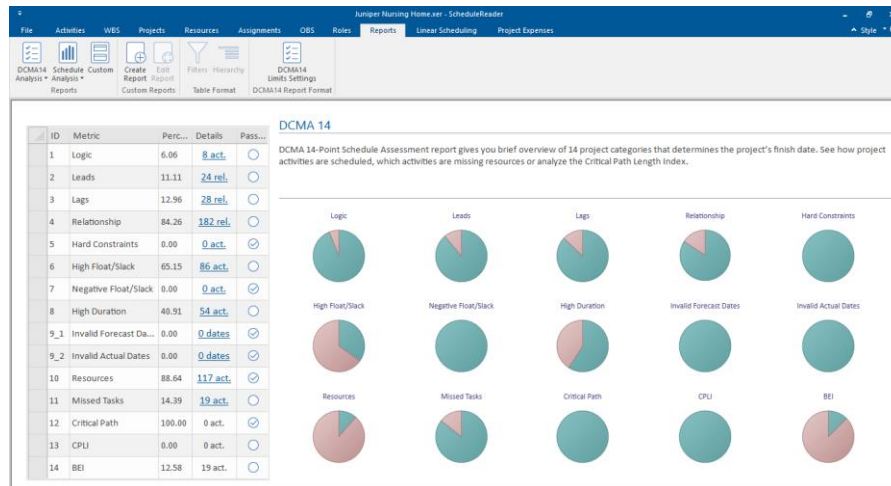 Juniper Nursing Home.xer - ScheduleReader
File Activities WBS Projects Resources Assignments OBS Roles Reports Linear Scheduling Project Expenses Style
DCMA14 Analysis Schedule Analysis Custom Create Report Edit Report Filters Hierarchy DCMA14 Limits Settings
Reports Custom Reports Table Format DCMA14 Report Format
ID Metric Perc... Details Pass...
1 Logic 6.06 8 act.
2 Leads 11.11 24 rel.
3 Lags 12.96 28 rel.
4 Relationship 84.26 182 rel.
5 Hard Constraints 0.00 0 act.
6 High Float/Slack 65.15 86 act.
7 Negative Float/Slack 0.00 0 act.
8 High Duration 40.91 54 act.
9_1 Invalid Forecast Da... 0.00 0 dates
9_2 Invalid Actual Dates 0.00 0 dates
10 Resources 88.64 117 act.
11 Missed Tasks 14.39 19 act.
12 Critical Path 100.00 0 act.
13 CPLI 0.00 0 act.
14 BEI 12.58 19 act.
DCMA 14
DCMA 14-Point Schedule Assessment report gives you brief overview of 14 project categories that determines the project's finish date. See how project
activities are scheduled, which activities are missing resources or analyze the Critical Path Length Index.
Logic Leads Lags Relationship Hard Constraints
High Float/Slack Negative Float/Slack High Duration Invalid Forecast Dates Invalid Actual Dates
Resources Missed Tasks Critical Path CPLI BEI